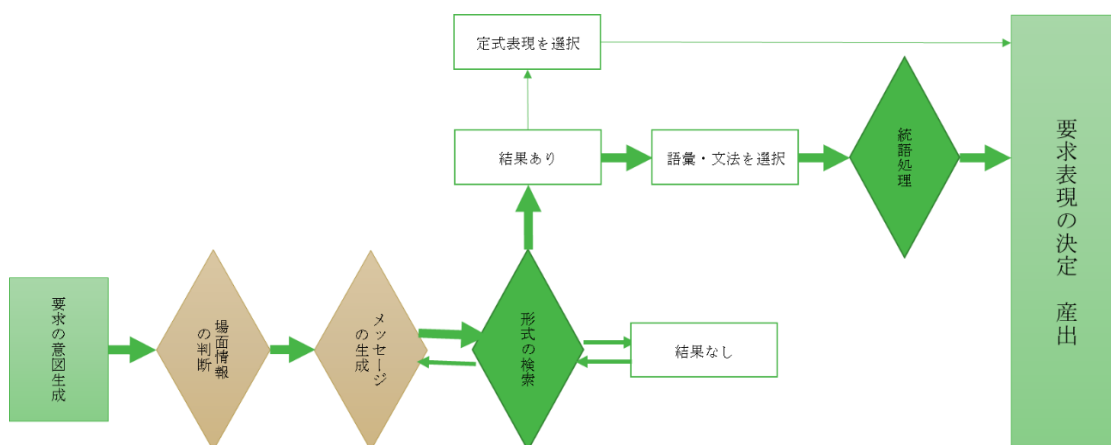 定式表現を選択
結果あり
語彙・文法を選択
統語処理
要求表現の決定　産出
要求の意図生成
場面情報
の判断
メッセージ
の生成
形式の検索
結果なし